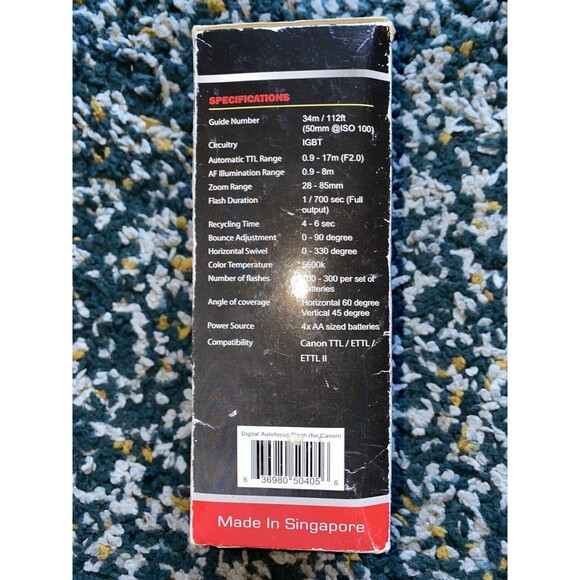 SPECIFICATIONS
Guide Number 34m / 112ft
(50mm @ISO 100)
Circuitry IGBT
Automatic TTL Range 0.9 - 17m (F2.0)
AF Illumination Range 0.9 - 8m
Zoom Range 28 - 85mm
Flash Duration 1 / 700 sec (Full
output)
Recycling Time 4 - 6 sec
Bounce Adjustment 0 - 90 degree
Horizontal Swivel 0 - 330 degree
Color Temperature 5600k
Number of flashes - 300 per set of
batteries
Angle of coverage Horizontal 60 degree
Vertical 45 degree
Power Source 4x AA sized batteries
Compatibility Canon TTL / ETTL /
ETTL II
Digital Autofocus Flash (for Canon)
6 36980 50405 6
Made In Singapore